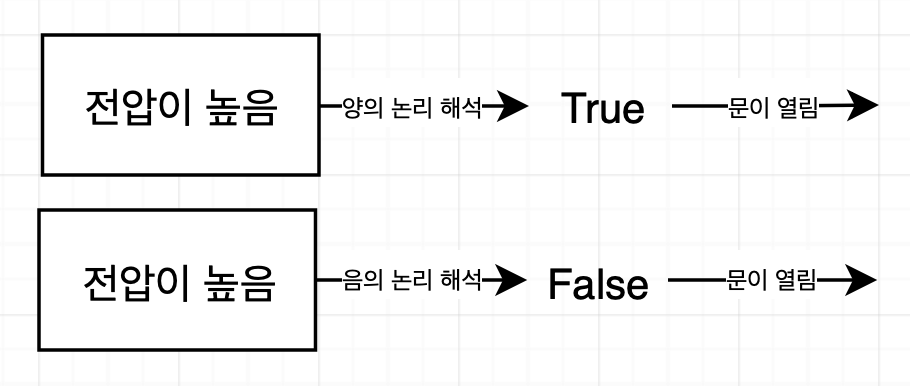 전압이 높음 양의 논리 해석 True 문이 열림
전압이 높음 음의 논리 해석 False 문이 열림